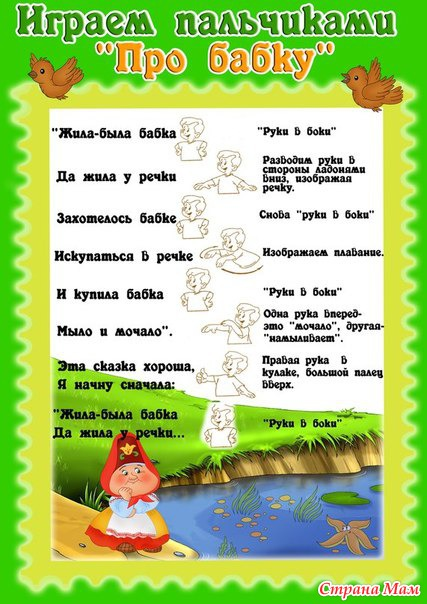 Играем пальчиками
"Про бабку"
"Жила-была бабка
"Руки в боки"
Да жила у речки
Разводим руки в
стороны ладонями
вниз, изображая
речку.
Захотелось бабке
Снова "руки в боки"
Искупаться в речке
Изображаем плавание.
И купила бабка
"Руки в боки"
Мыло и мочало".
Одна рука вперед-
это "мочало", другая-
"намыливает".
Эта сказка хороша,
Я начну сначала:
Правая рука в
кулаке, большой палец
вверх.
"Жила-была бабка
Да жила у речки...
"Руки в боки"
Страна Мам